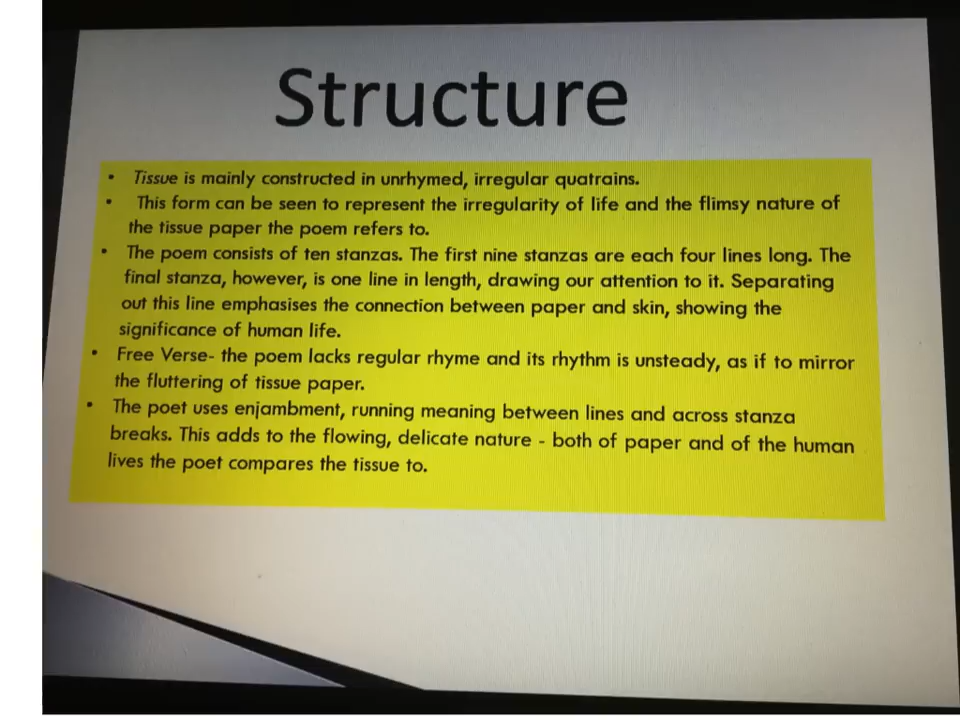 Structure
• Tissue is mainly constructed in unrhymed, irregular quatrains.
• This form can be seen to represent the irregularity of life and the flimsy nature of
the tissue paper the poem refers to.
• The poem consists of ten stanzas. The first nine stanzas are each four lines long. The
final stanza, however, is one line in length, drawing our attention to it. Separating
out this line emphasises the connection between paper and skin, showing the
significance of human life.
• Free Verse- the poem lacks regular rhyme and its rhythm is unsteady, as if to mirror
the fluttering of tissue paper.
• The poet uses enjambment, running meaning between lines and across stanza
breaks. This adds to the flowing, delicate nature - both of paper and of the human
lives the poet compares the tissue to.